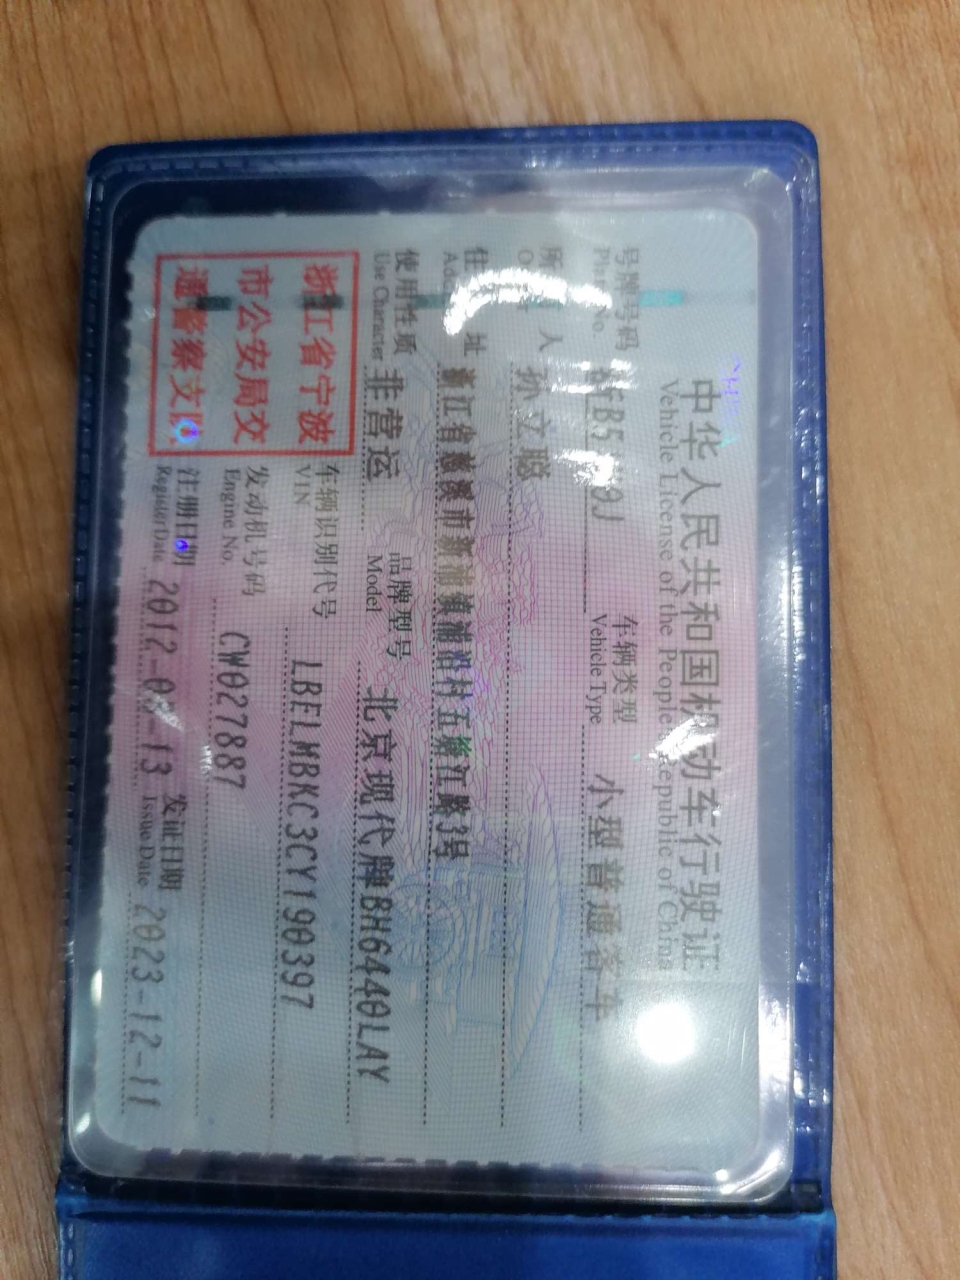 中华人民共和国机动车行驶证
Vehicle License of the People Republic of China
号牌号码
Plate No.
车辆类型 小型普通客车
Vehicle Type
所 人 孙立聪
住 址 浙江省慈溪市浙浦镇浦沿村五塘江路3号
使用性质 非营运
Use Character
品牌型号 北京现代牌BH6440LAY
Model
浙江省宁波
市公安局交
通警察支队
车辆识别代号 LBELMBKC3CY190397
VIN
发动机号码 CW027887
Engine No.
注册日期 2012-08-13 发证日期 2023-12-11
Register Date Issue Date